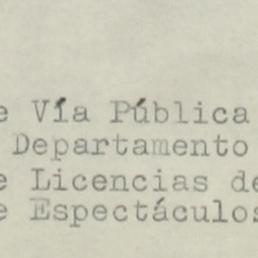 e Vía Pública
Departamento
e Licencias de
e Espectáculos